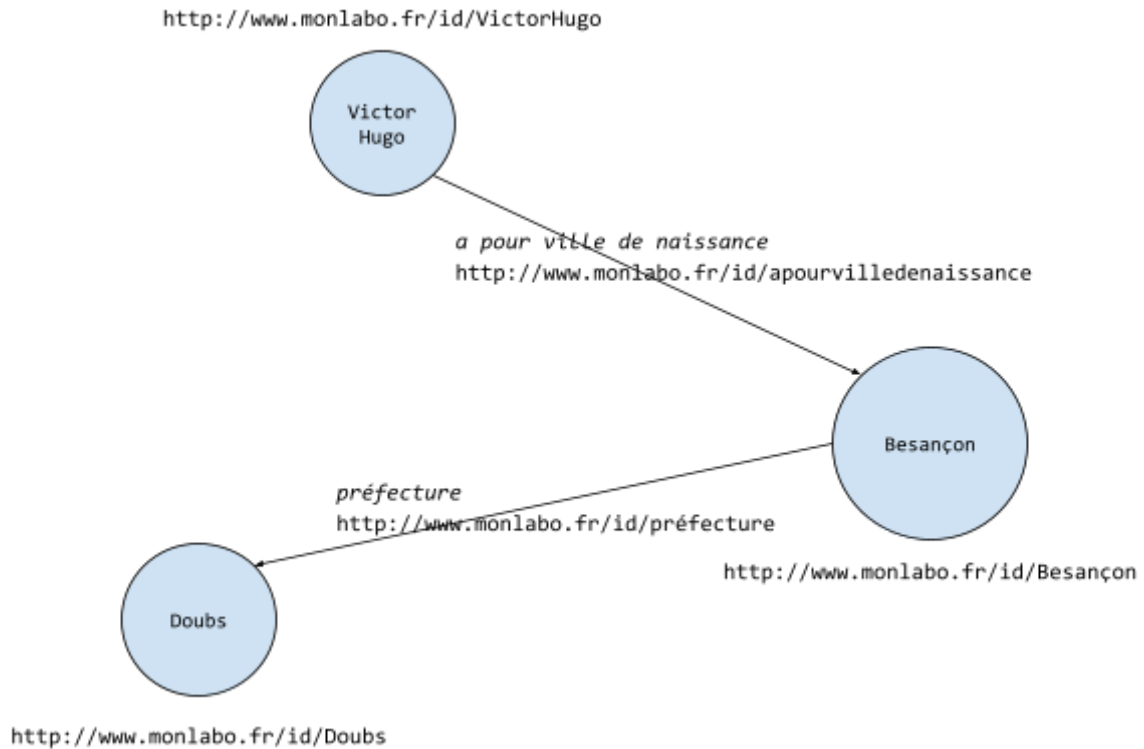 http://www.monlabo.fr/id/VictorHugo
Victor
Hugo
a pour ville de naissance
http://www.monlabo.fr/id/apourvilledenaissance
Besançon
http://www.monlabo.fr/id/Besançon
préfecture
http://www.monlabo.fr/id/préfecture
Doubs
http://www.monlabo.fr/id/Doubs